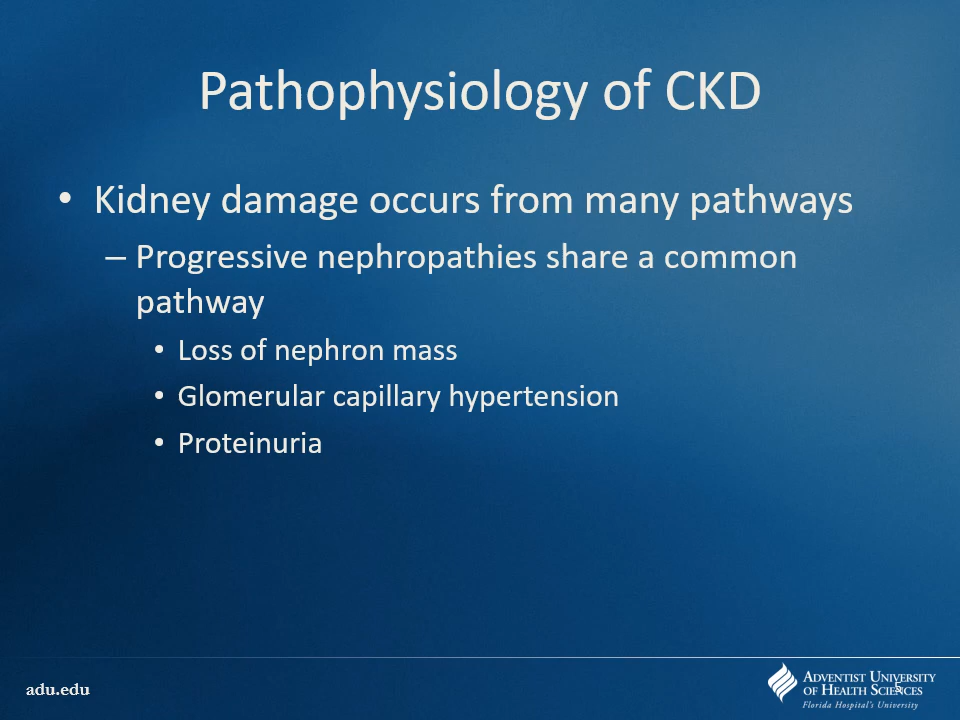 Pathophysiology of CKD
• Kidney damage occurs from many pathways
– Progressive nephropathies share a common
pathway
• Loss of nephron mass
• Glomerular capillary hypertension
• Proteinuria
adu.edu
ADVENTIST UNIVERSITY
OF HEALTH SCIENCES
Florida Hospital's University
5